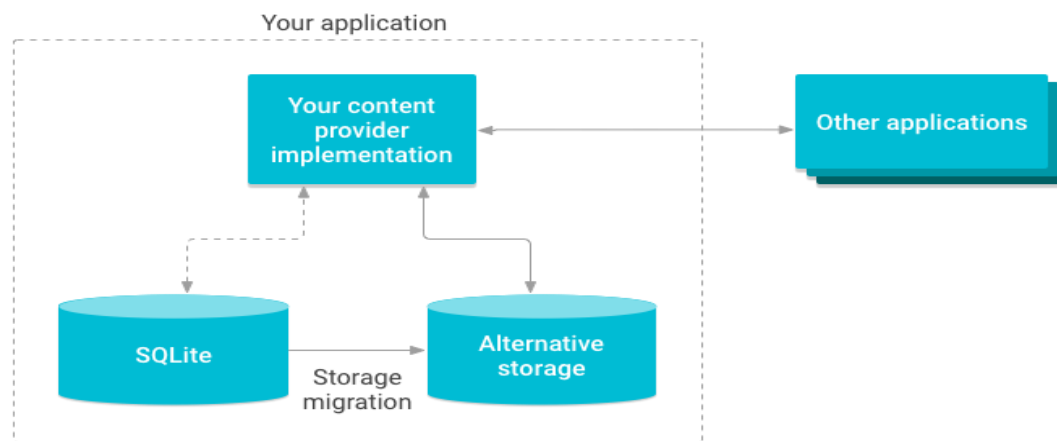 Your application
Your content
provider
implementation
Other applications
SQLite
Alternative
storage
Storage
migration